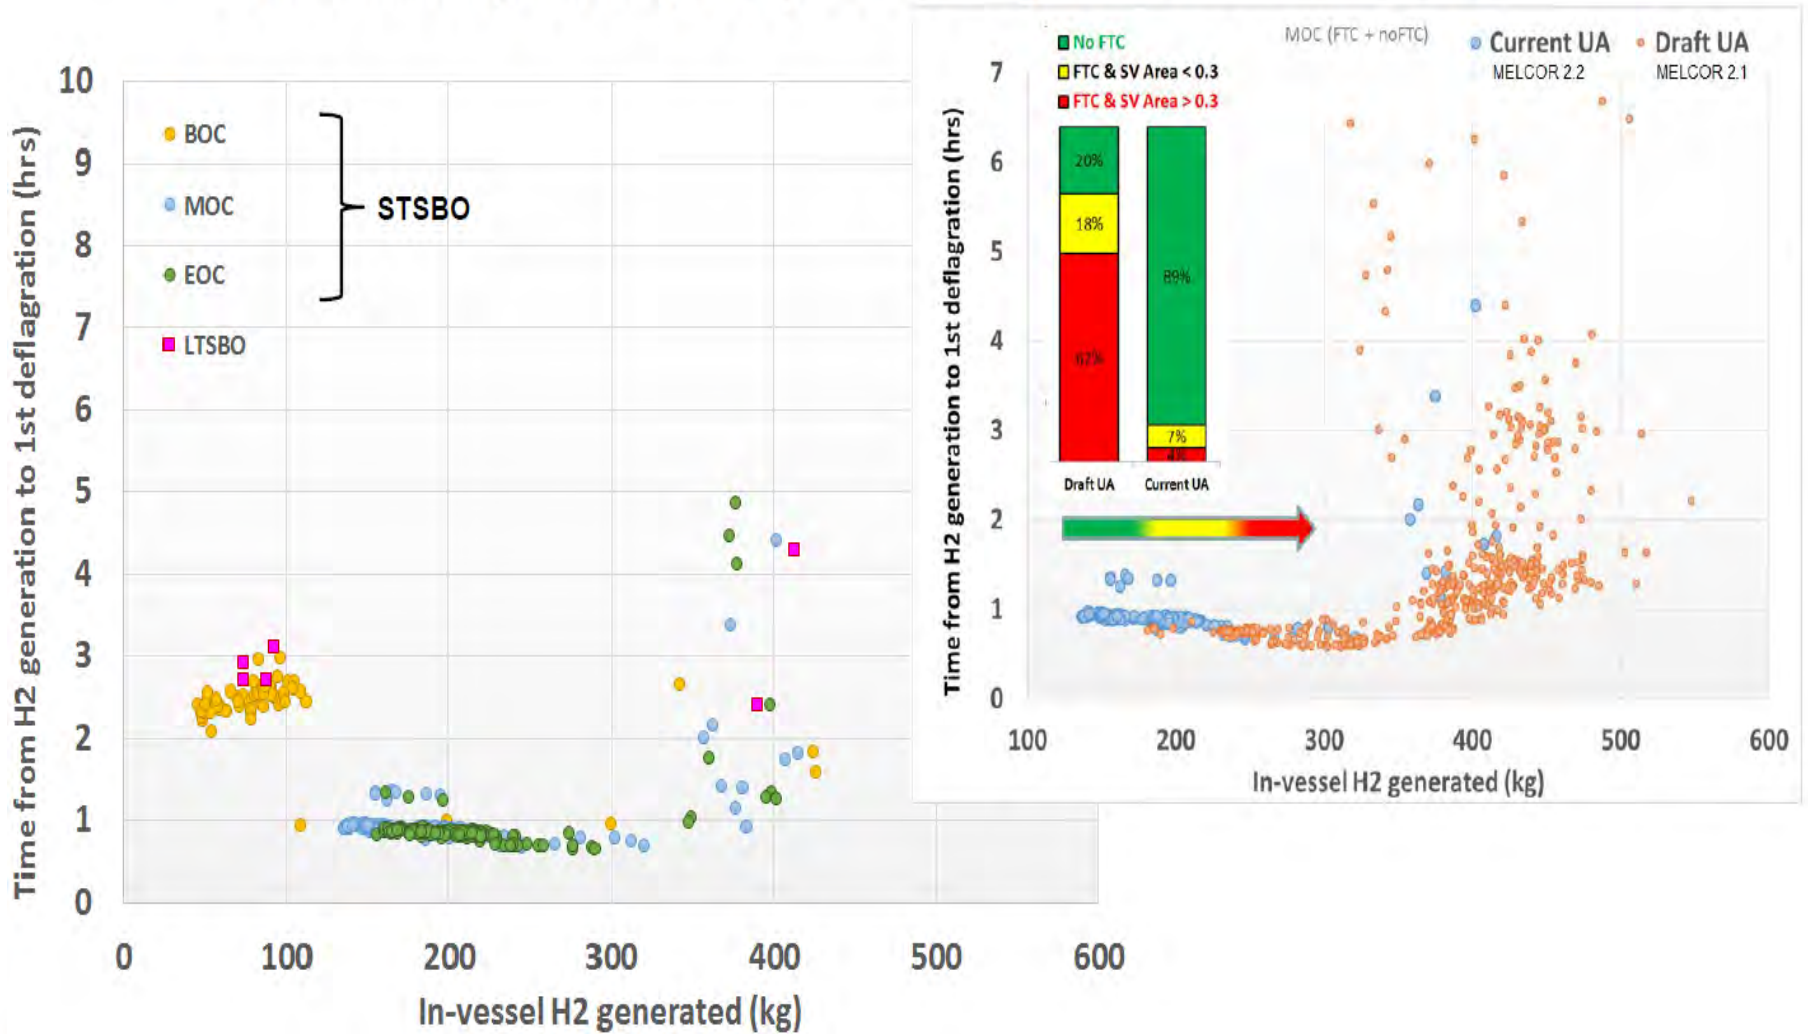 Time from H2 generation to 1st deflagration (hrs)
10
9
8
7
6
5
4
3
2
1
0
BOC
MOC
EOC
LTSBO
STSBO
0 100 200 300 400 500 600
In-vessel H2 generated (kg)
No FTC
FTC & SV Area < 0.3
FTC & SV Area > 0.3
MOC (FTC + noFTC)
Current UA
MELCOR 2.2
Draft UA
MELCOR 2.1
Time from H2 generation to 1st deflagration (hrs)
7
6
5
4
3
2
1
0
20%
18%
62%
89%
7%
4%
Draft UA Current UA
100 200 300 400 500 600
In-vessel H2 generated (kg)